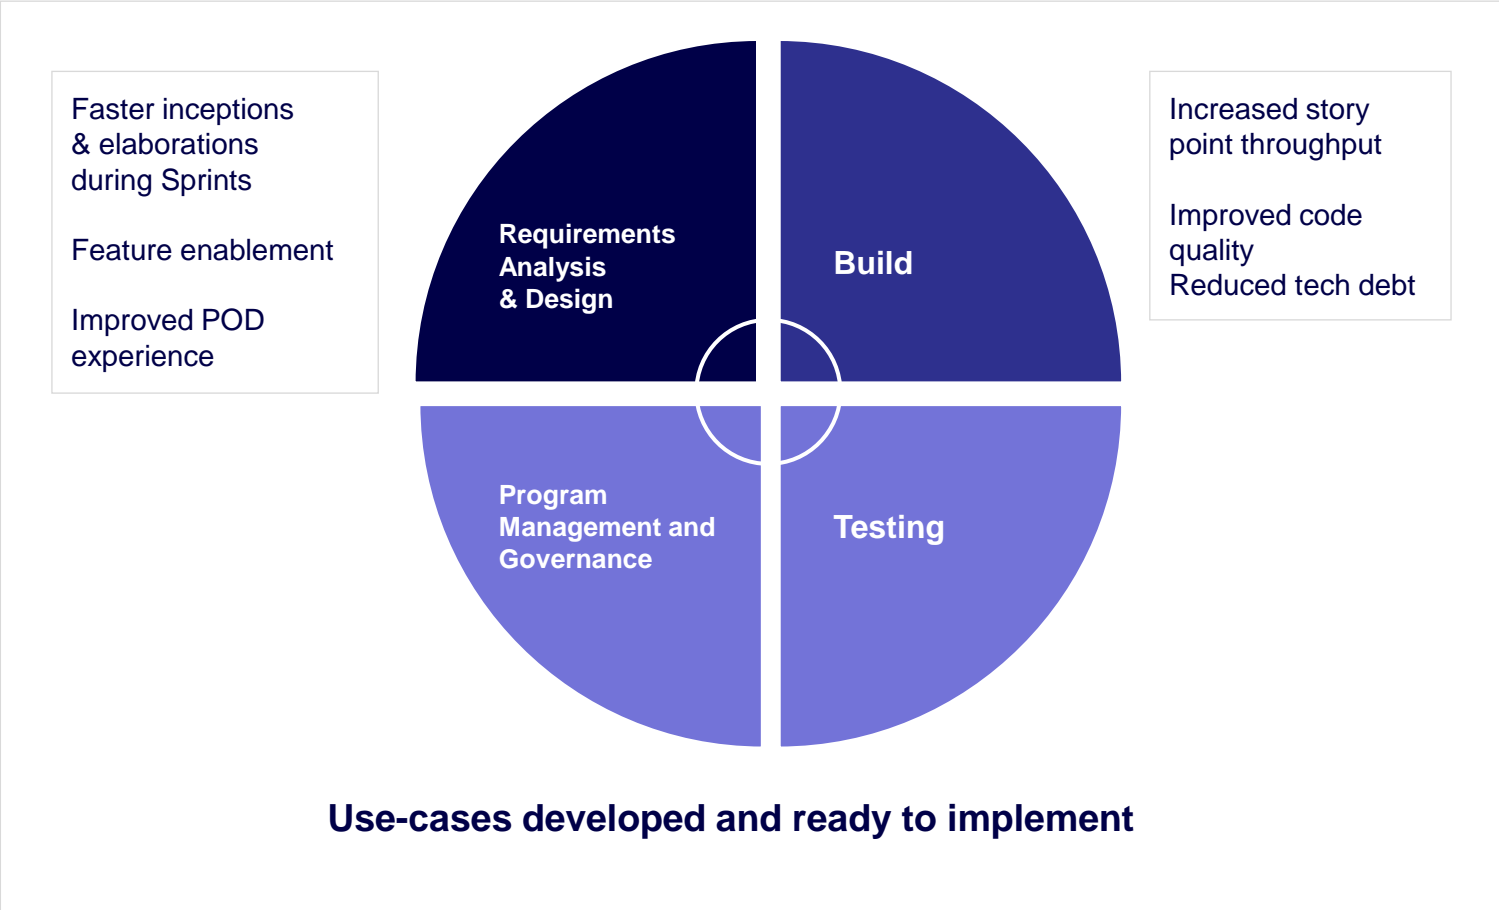 Faster inceptions
& elaborations
during Sprints
Feature enablement
Improved POD
experience
Requirements
Analysis
& Design
Build
Increased story
point throughput
Improved code
quality
Reduced tech debt
Program
Management and
Governance
Testing
Use-cases developed and ready to implement